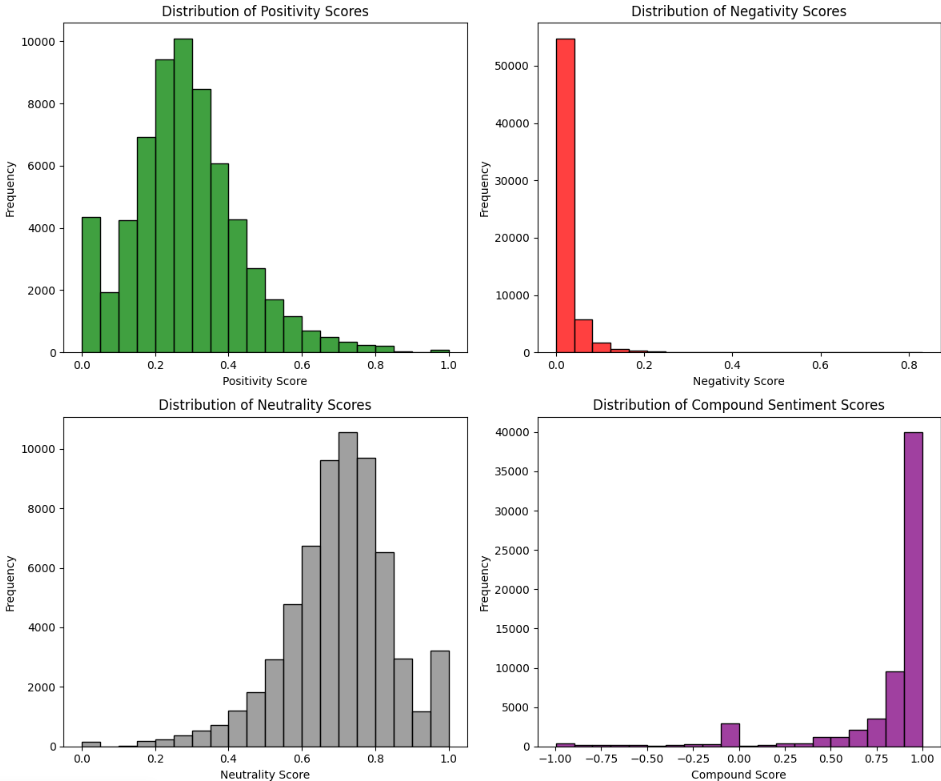 Distribution of Positivity Scores
10000
8000
6000
4000
2000
0
Frequency
0.0 0.2 0.4 0.6 0.8 1.0
Positivity Score
Distribution of Negativity Scores
50000
40000
30000
20000
10000
0
Frequency
0.0 0.2 0.4 0.6 0.8
Negativity Score
Distribution of Neutrality Scores
10000
8000
6000
4000
2000
0
Frequency
0.0 0.2 0.4 0.6 0.8 1.0
Neutrality Score
Distribution of Compound Sentiment Scores
40000
35000
30000
25000
20000
15000
10000
5000
0
Frequency
−1.00 −0.75 −0.50 −0.25 0.00 0.25 0.50 0.75 1.00
Compound Score